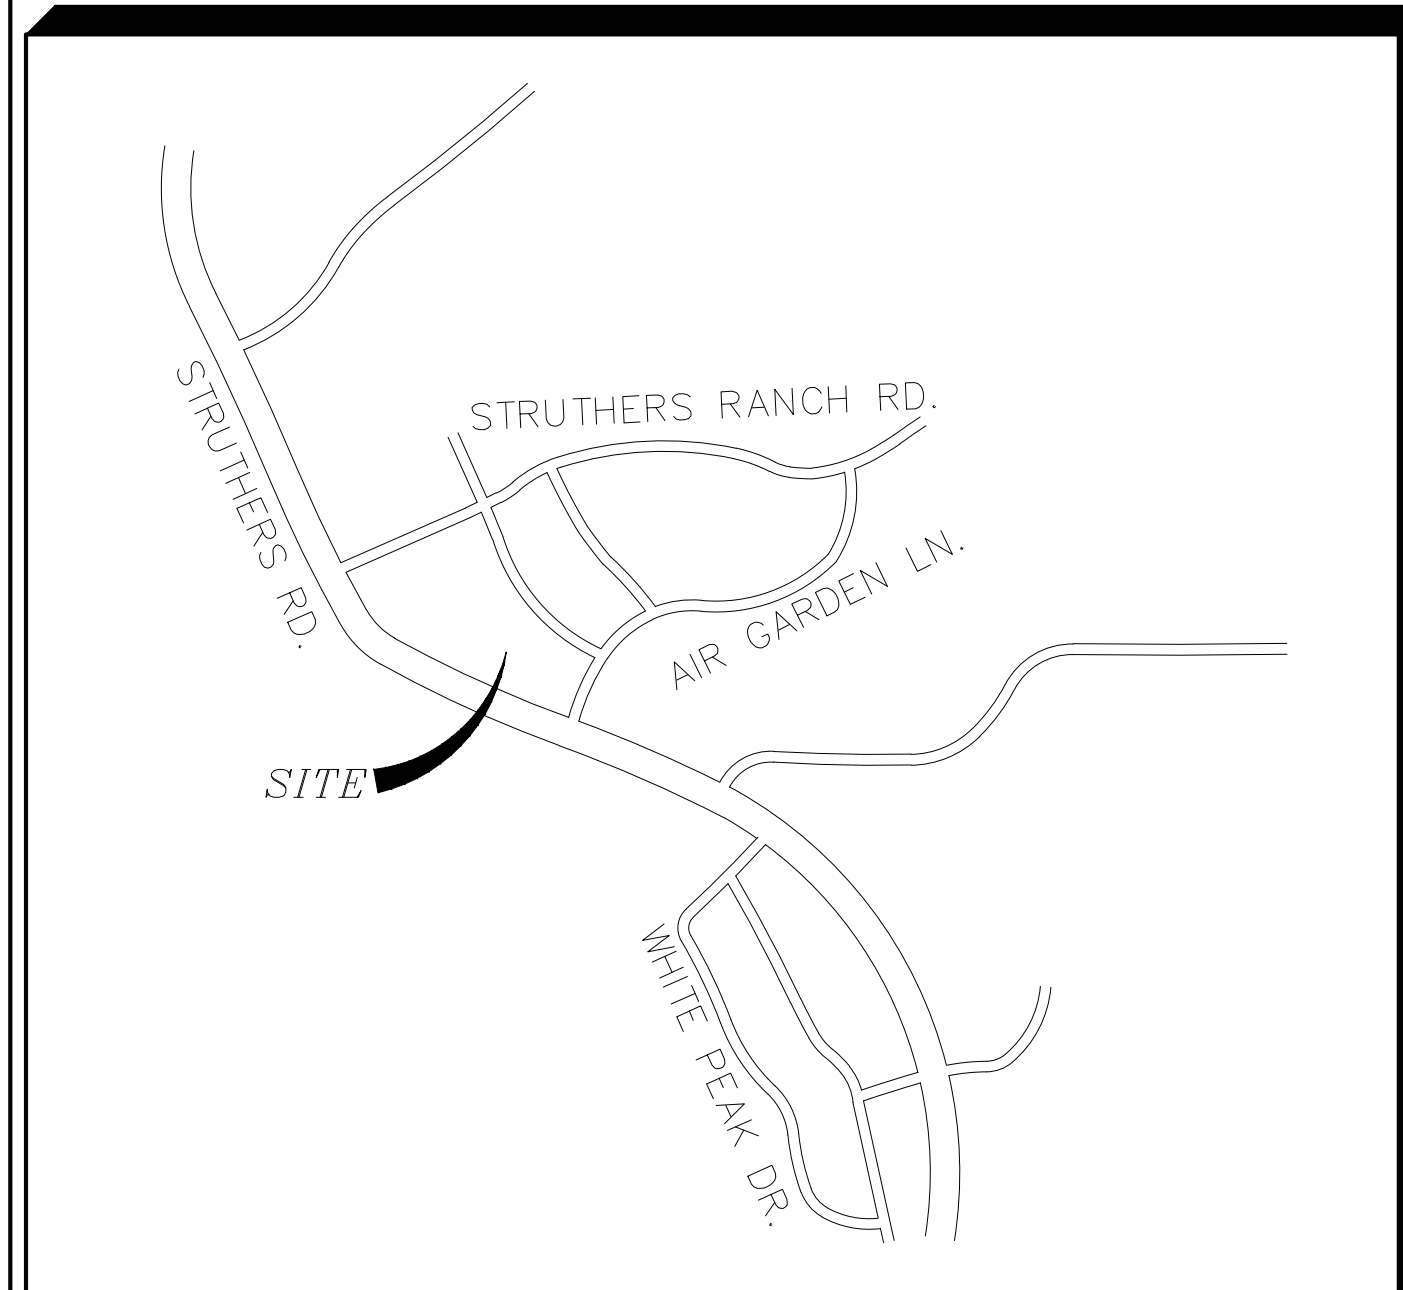 STRUTHERS RD.
STRUTHERS RANCH RD.
AIR GARDEN LN.
SITE
WHITE PEAK DR.